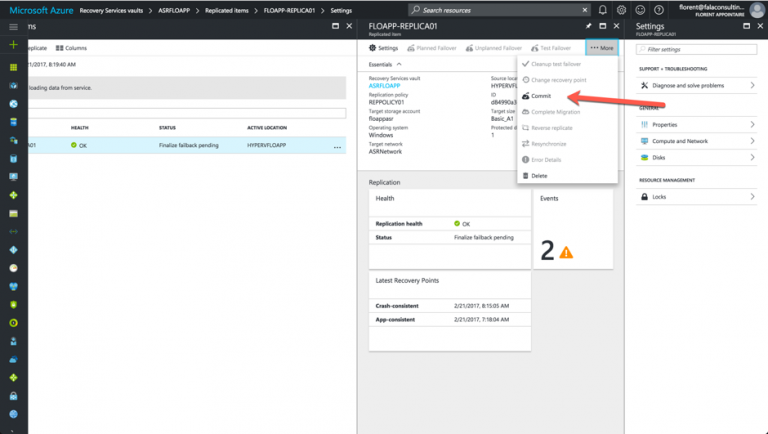 Microsoft Azure Recovery Services vaults > ASRFLOAPP > Replicated items > FLOAPP-REPLICA01 > Settings
Search resources
florent@falaconsultin...
FLORENT APPOINTAIRE
ms
eplicate
Columns
/21/2017, 8:19:40 AM
loading data from service.
HEALTH
STATUS
ACTIVE LOCATION
A01
OK
Finalize failback pending
HYPERVFLOAPP
...
FLOAPP-REPLICA01
Replicated item
Settings
Planned Failover
Unplanned Failover
Test Failover
More
Essentials
Recovery Services vault
ASRFLOAPP
Replication policy
REPPOLICY01
Target storage account
floappasr
Operating system
Windows
Target network
ASRNetwork
Source loca
HYPERVF
ID
d84990a3
Target size
Basic_A1
Protected d
1
Cleanup test failover
Change recovery point
Commit
Complete Migration
Reverse replicate
Resynchronize
Error Details
Delete
Replication
Health
Replication health
OK
Status
Finalize failback pending
Events
2
Latest Recovery Points
Crash-consistent
2/21/2017, 8:15:05 AM
App-consistent
2/21/2017, 7:18:04 AM
Settings
FLOAPP-REPLICA01
Filter settings
SUPPORT + TROUBLESHOOTING
Diagnose and solve problems
GENERAL
Properties
Compute and Network
Disks
RESOURCE MANAGEMENT
Locks